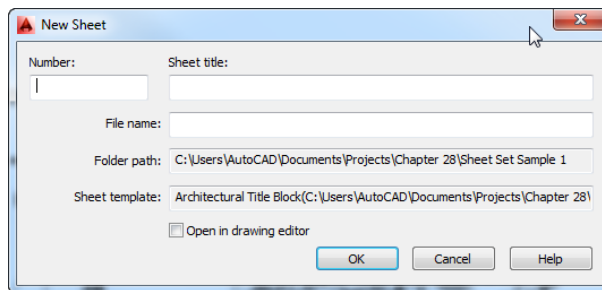 New Sheet
Number: Sheet title:
File name:
Folder path: C:\Users\AutoCAD\Documents\Projects\Chapter 28\Sheet Set Sample 1
Sheet template: Architectural Title Block(C:\Users\AutoCAD\Documents\Projects\Chapter 28\
Open in drawing editor
OK Cancel Help